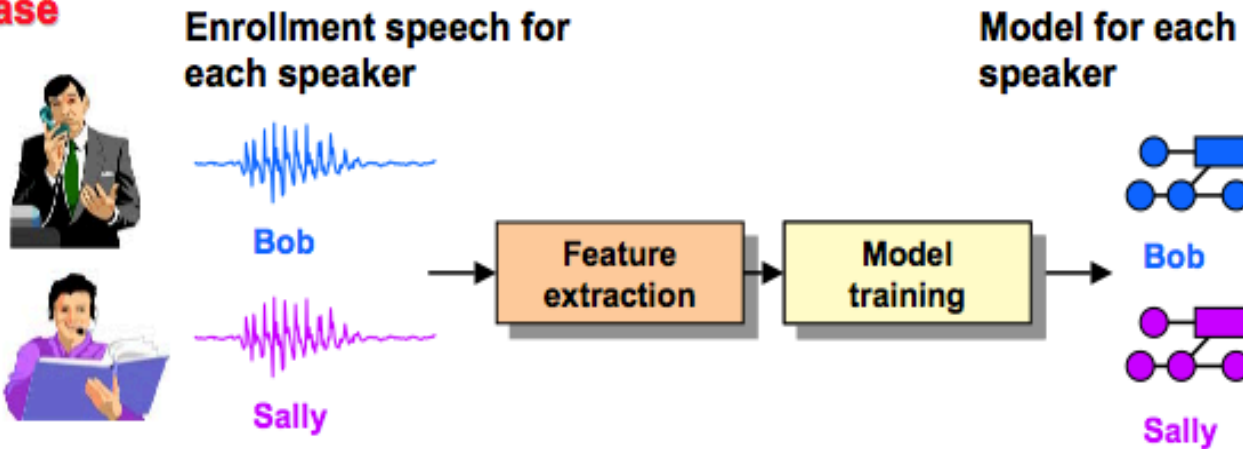 ase
Enrollment speech for
each speaker
Model for each
speaker
Bob
Feature
extraction
Model
training
Bob
Sally
Sally